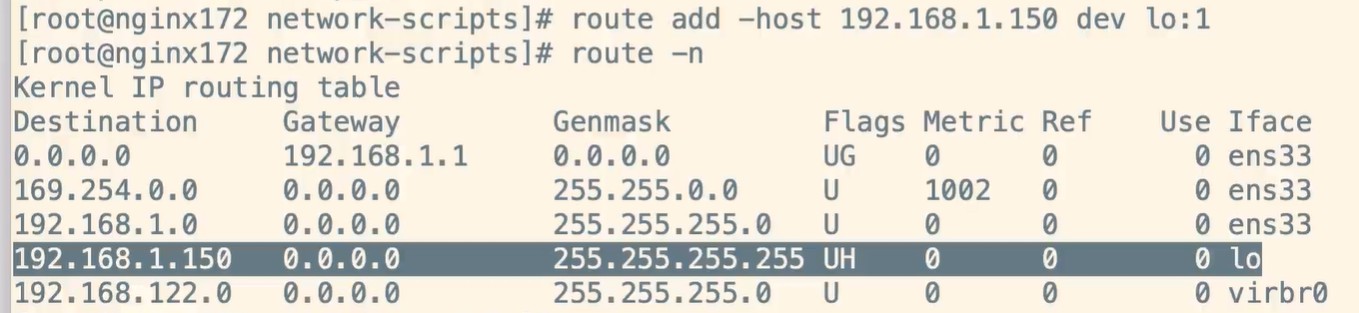 [root@nginx172 network-scripts]# route add -host 192.168.1.150 dev lo:1
[root@nginx172 network-scripts]# route -n
Kernel IP routing table
Destination     Gateway         Genmask         Flags Metric Ref    Use Iface
0.0.0.0         192.168.1.1     0.0.0.0         UG    0      0        0 ens33
169.254.0.0     0.0.0.0         255.255.0.0     U     1002   0        0 ens33
192.168.1.0     0.0.0.0         255.255.255.0   U     0      0        0 ens33
192.168.1.150   0.0.0.0         255.255.255.255 UH    0      0        0 lo
192.168.122.0   0.0.0.0         255.255.255.0   U     0      0        0 virbr0